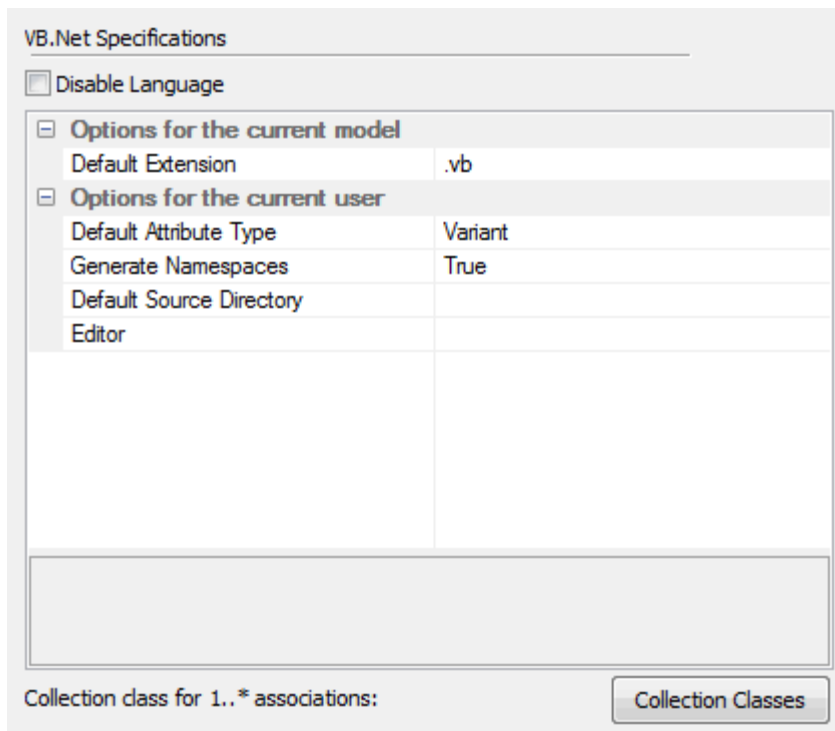 VB.Net Specifications
Disable Language
Options for the current model
Default Extension .vb
Options for the current user
Default Attribute Type Variant
Generate Namespaces True
Default Source Directory
Editor
Collection class for 1..* associations: Collection Classes